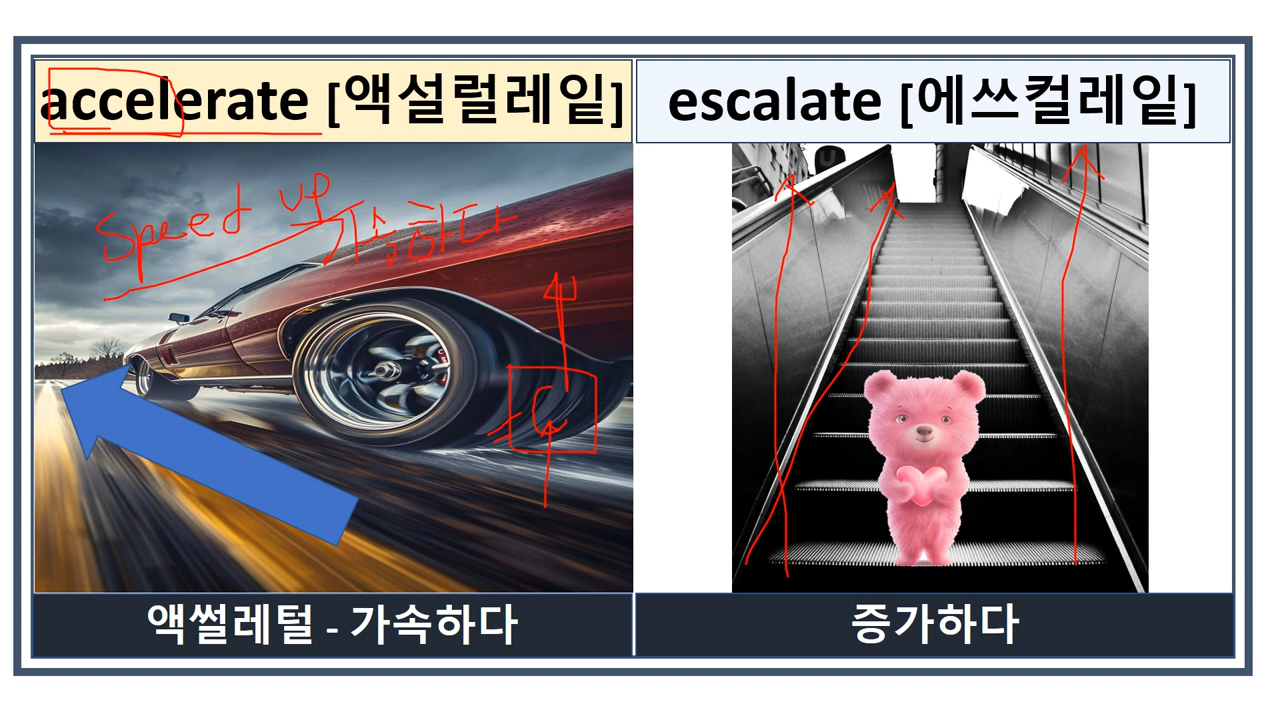 accelerate [액설럴레잍]
escalate [에쓰컬레잍]
speed up
가속하다
액썰레털 - 가속하다
증가하다